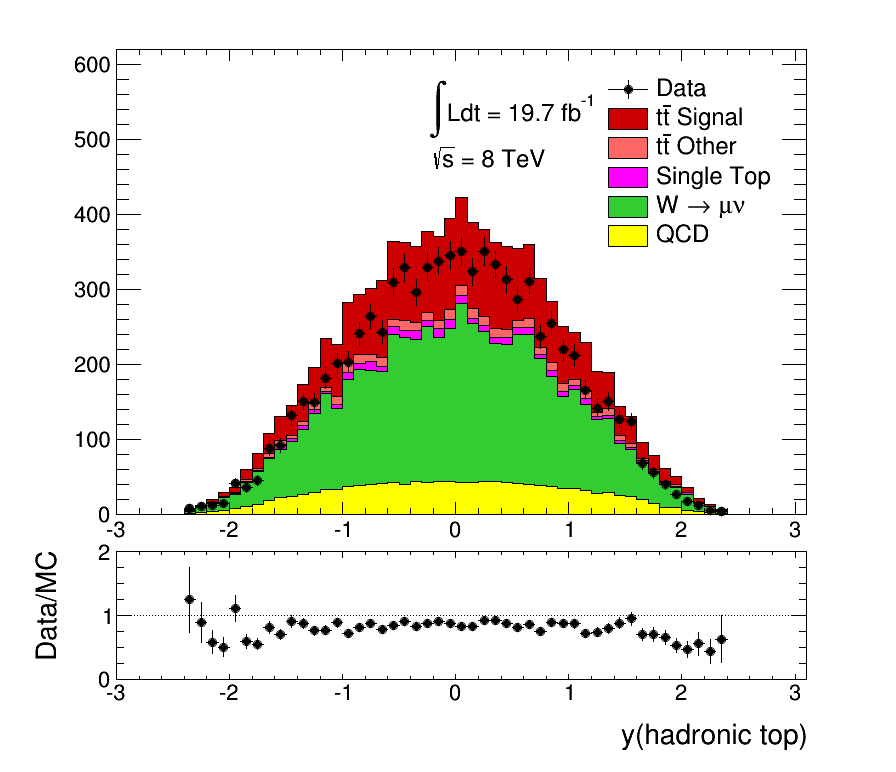 600
500
400
300
200
100
0
∫Ldt = 19.7 fb⁻¹
√s = 8 TeV
Data
tt̄ Signal
tt̄ Other
Single Top
W → μν
QCD
-3 -2 -1 0 1 2 3
Data/MC
2
1
0
-3 -2 -1 0 1 2 3
y(hadronic top)